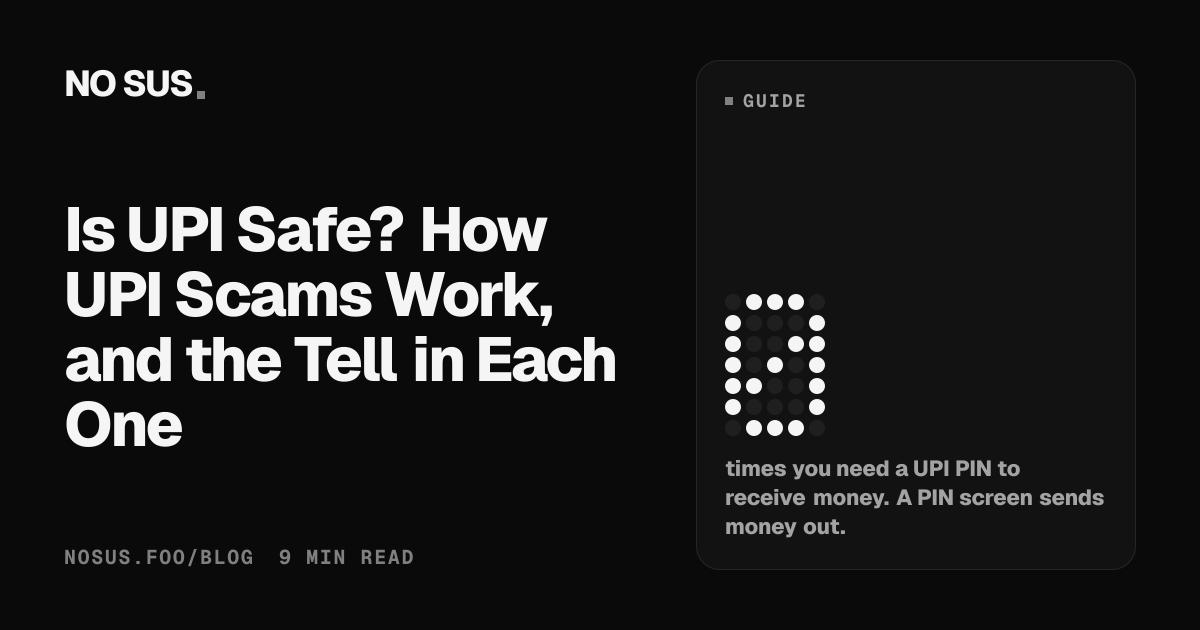 NO SUS.
Is UPI Safe? How
UPI Scams Work,
and the Tell in Each
One
NOSUS.FOO/BLOG 9 MIN READ
GUIDE
0
times you need a UPI PIN to
receive money. A PIN screen sends
money out.